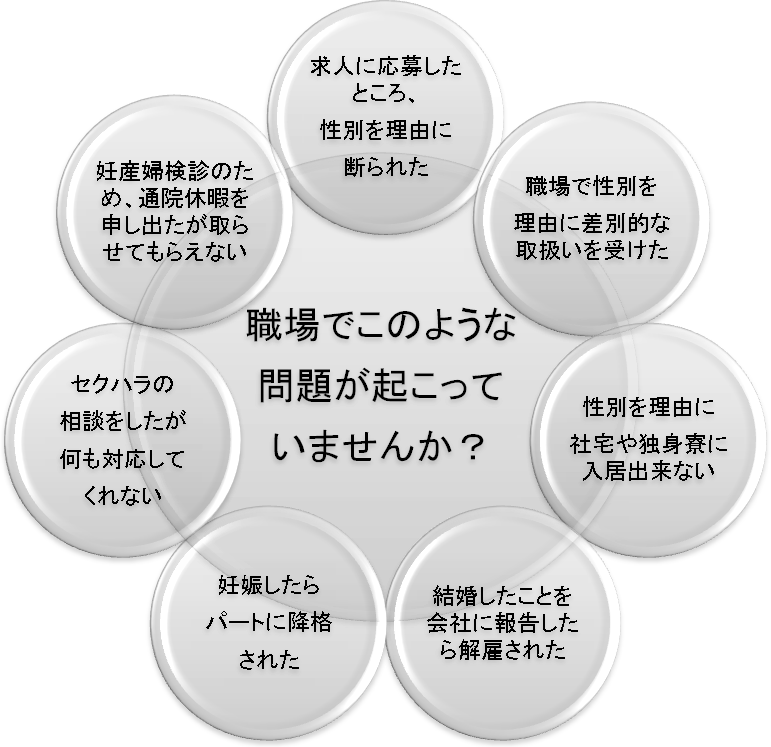 求人に応募した
ところ、
性別を理由に
断られた
職場で性別を
理由に差別的な
取扱いを受けた
性別を理由に
社宅や独身寮に
入居出来ない
結婚したことを
会社に報告した
ら解雇された
妊娠したら
パートに降格
された
セクハラの
相談をしたが
何も対応して
くれない
妊産婦検診のた
め、通院休暇を
申し出たが取ら
せてもらえない
職場でこのような
問題が起こって
いませんか？